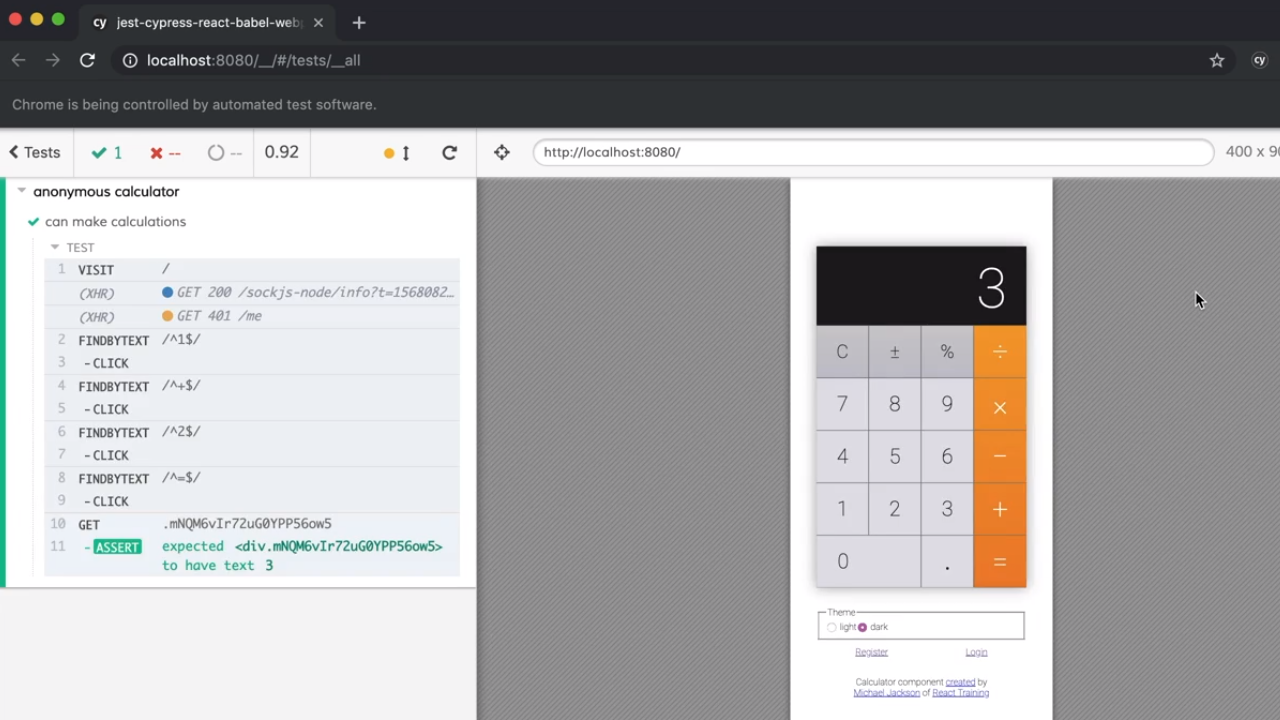 cy jest-cypress-react-babel-web
localhost:8080/__/#/tests/__all
cy
Chrome is being controlled by automated test software.
Tests 1 -- -- 0.92
http://localhost:8080/
400 x 90
anonymous calculator
can make calculations
TEST
1 VISIT /
(XHR) GET 200 /sockjs-node/info?t=1568082…
(XHR) GET 401 /me
2 FINDBYTEXT /^1$/
3 -CLICK
4 FINDBYTEXT /^+$/
5 -CLICK
6 FINDBYTEXT /^2$/
7 -CLICK
8 FINDBYTEXT /^=$/
9 -CLICK
10 GET .mNQM6vIr72uG0YPP56ow5
11 -ASSERT expected <div.mNQM6vIr72uG0YPP56ow5>
to have text 3
3
C ± % ÷
7 8 9 ×
4 5 6 −
1 2 3 +
0 . =
Theme
light dark
Register Login
Calculator component created by
Michael Jackson of React Training